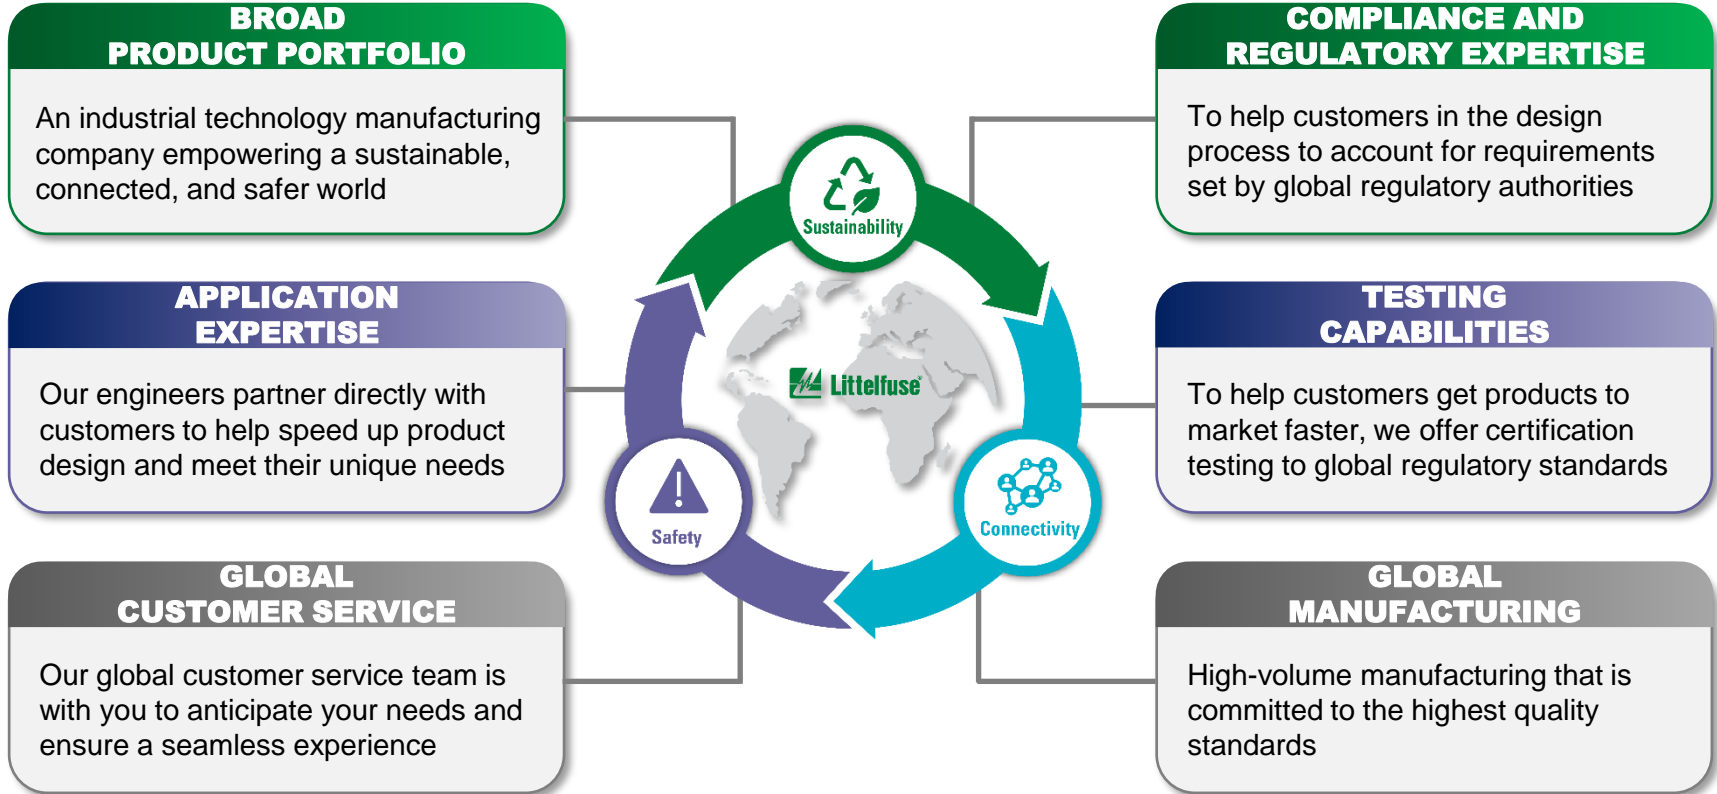 BROAD
PRODUCT PORTFOLIO
An industrial technology manufacturing
company empowering a sustainable,
connected, and safer world
COMPLIANCE AND
REGULATORY EXPERTISE
To help customers in the design
process to account for requirements
set by global regulatory authorities
APPLICATION
EXPERTISE
Our engineers partner directly with
customers to help speed up product
design and meet their unique needs
TESTING
CAPABILITIES
To help customers get products to
market faster, we offer certification
testing to global regulatory standards
GLOBAL
CUSTOMER SERVICE
Our global customer service team is
with you to anticipate your needs and
ensure a seamless experience
GLOBAL
MANUFACTURING
High-volume manufacturing that is
committed to the highest quality
standards
Sustainability
Littelfuse®
Safety
Connectivity